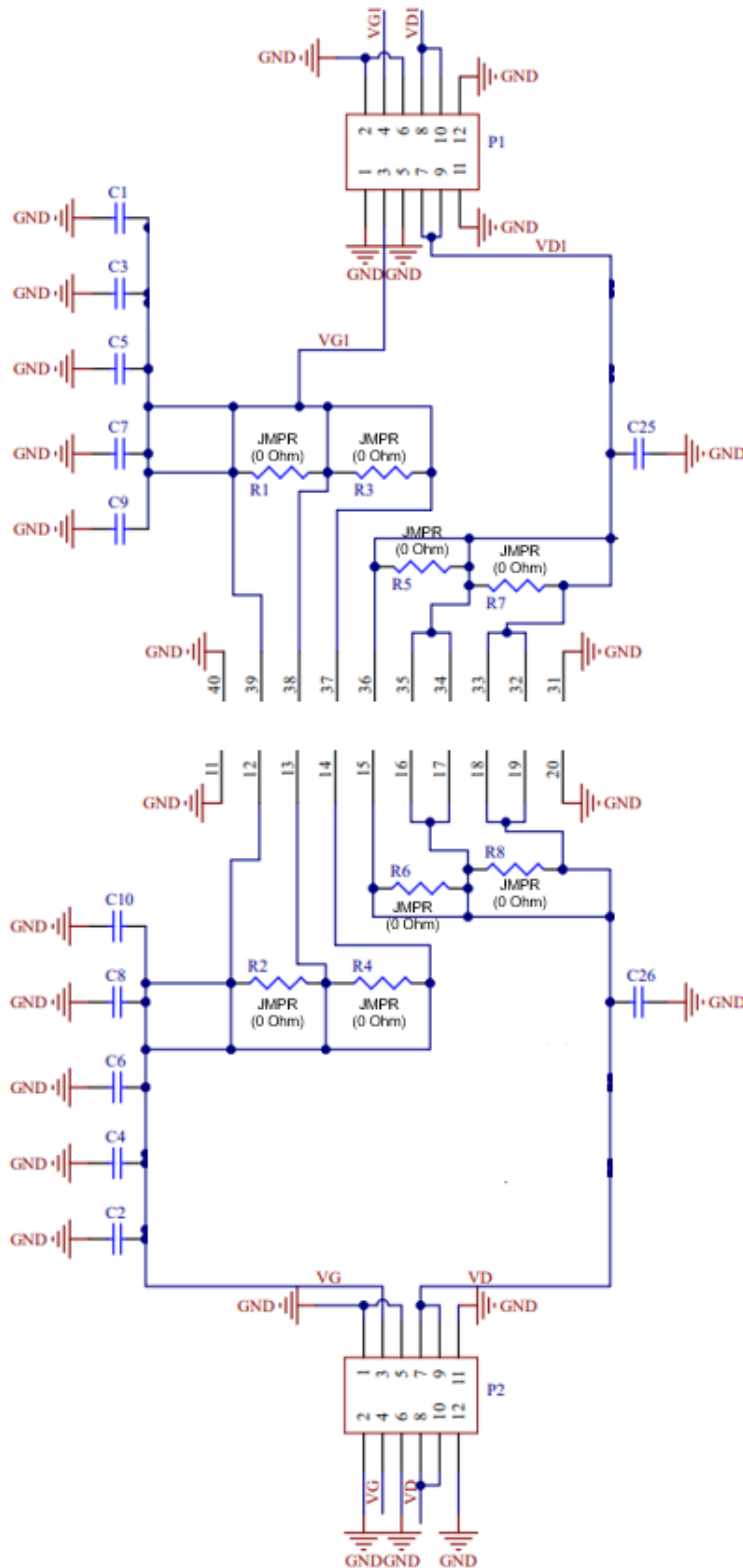 VG1
VD1
GND
GND
2
4
6
8
10
12
P1
1
3
5
7
9
11
C1
GND
GND
GND
GND
VD1
C3
GND
C5
GND
VG1
C7
GND
JMPR
(0 Ohm)
JMPR
(0 Ohm)
C25
GND
R1
R3
C9
GND
JMPR
(0 Ohm)
JMPR
(0 Ohm)
R5
R7
GND
GND
40
39
38
37
36
35
34
33
32
31
11
12
13
14
15
16
17
18
19
20
GND
GND
R8
R6
JMPR
(0 Ohm)
JMPR
(0 Ohm)
C10
GND
R2
R4
C8
GND
JMPR
(0 Ohm)
JMPR
(0 Ohm)
C26
GND
C6
GND
C4
GND
C2
GND
VG
VD
GND
GND
1
3
5
7
9
11
P2
2
4
6
8
10
12
VG
VD
GND
GND
GND